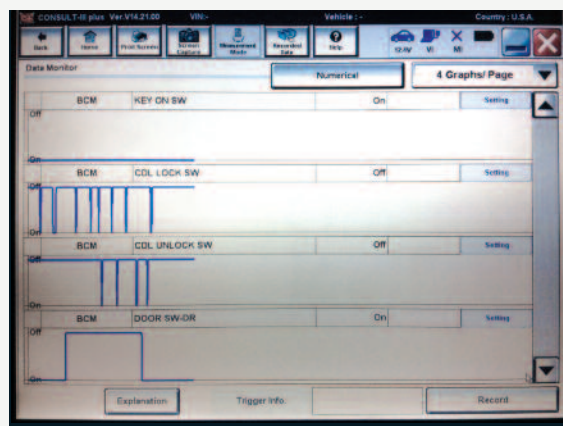 CONSULT-III plus Ver.V14.21.00 VIN:- Vehicle : - Country : U.S.A.
Back Home Print Screen Screen Capture Measurement Mode Recorded Data Help 12.4V VI MI
Data Monitor
Numerical 4 Graphs/ Page
BCM KEY ON SW On Setting
Off
On
BCM CDL LOCK SW Off Setting
Off
On
BCM CDL UNLOCK SW Off Setting
Off
On
BCM DOOR SW-DR On Setting
Off
On
Explanation Trigger Info. Record